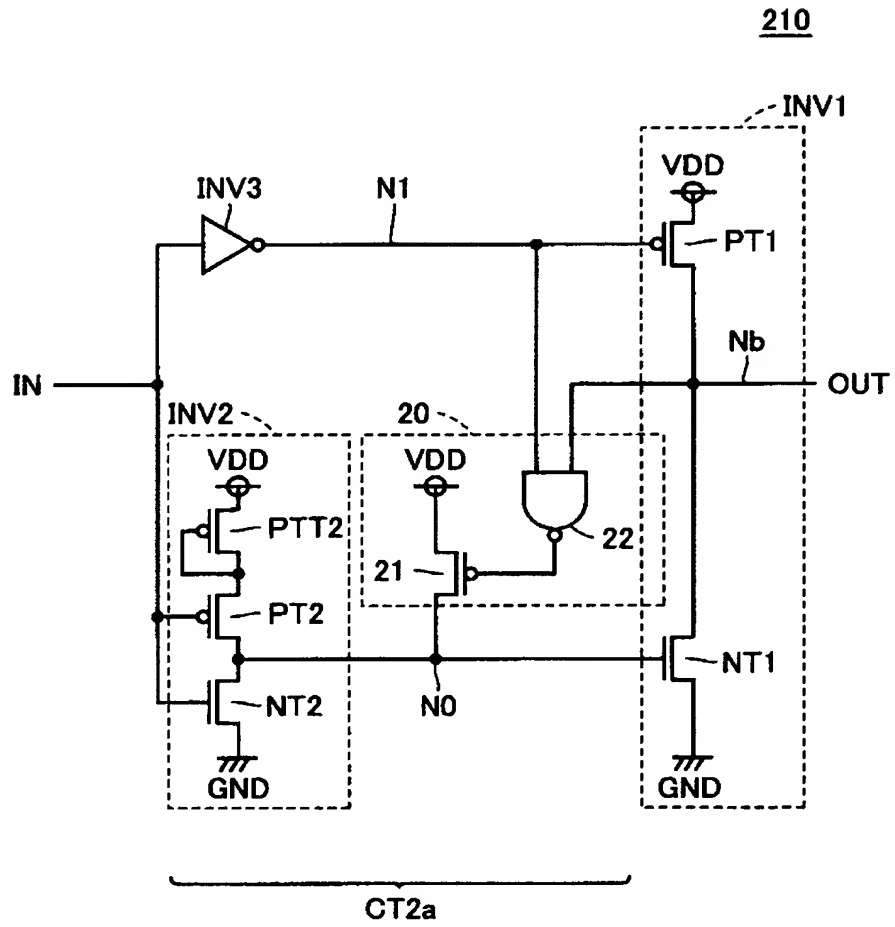 210
INV1
VDD
INV3
N1
PT1
Nb
IN
OUT
INV2
20
VDD
VDD
PTT2
22
21
PT2
NT1
NT2
N0
GND
GND
CT2a